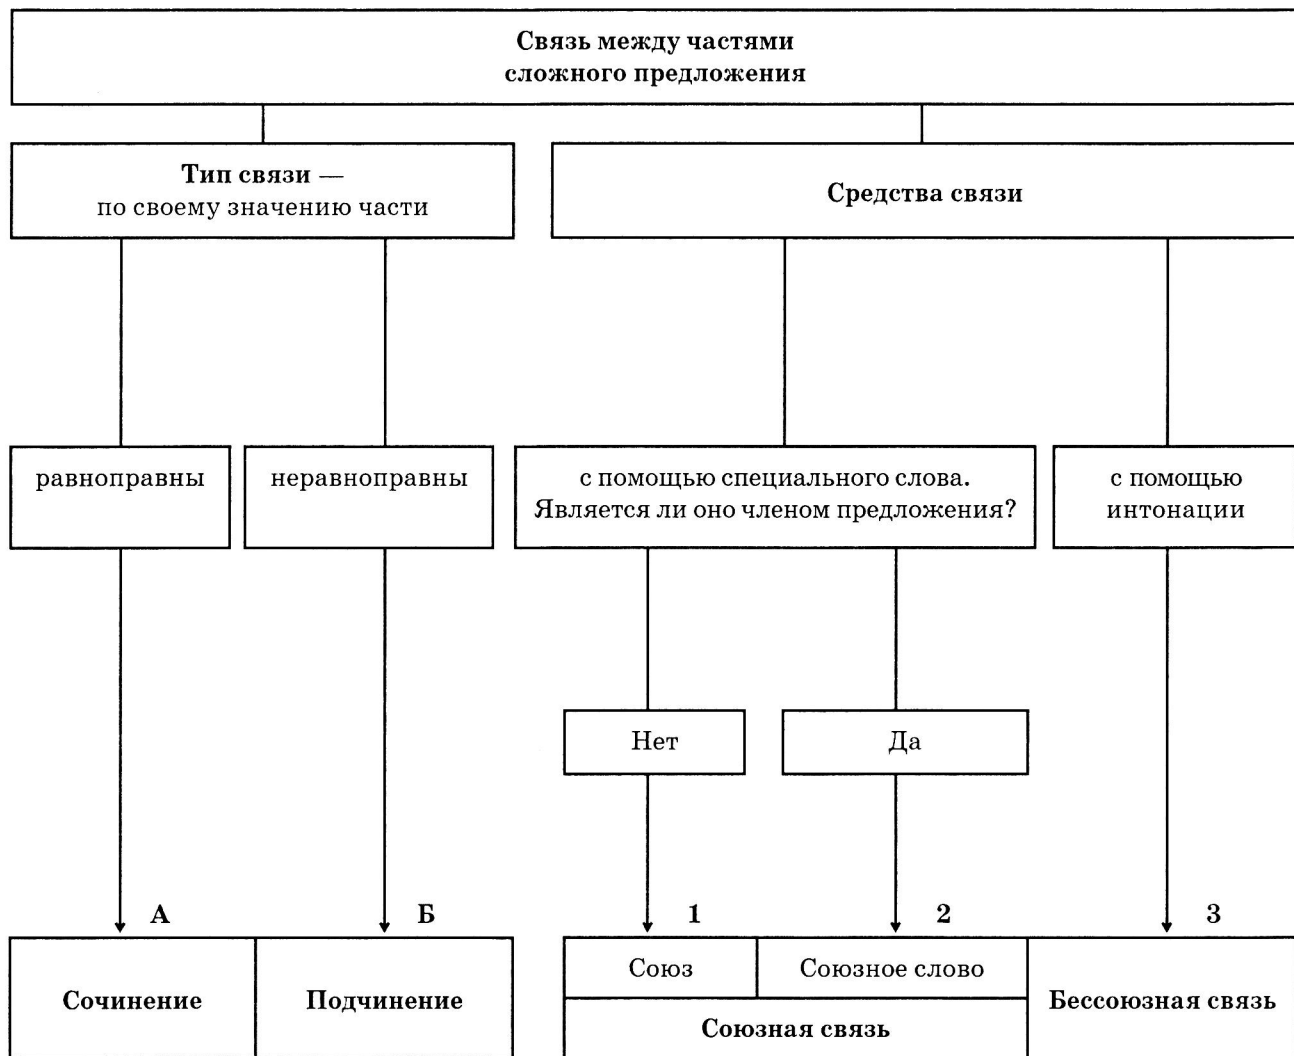 Связь между частями
сложного предложения
Тип связи —
по своему значению части
Средства связи
равноправны
неравноправны
с помощью специального слова.
Является ли оно членом предложения?
с помощью
интонации
Нет
Да
А
Б
1
2
3
Сочинение
Подчинение
Союз
Союзное слово
Союзная связь
Бессоюзная связь